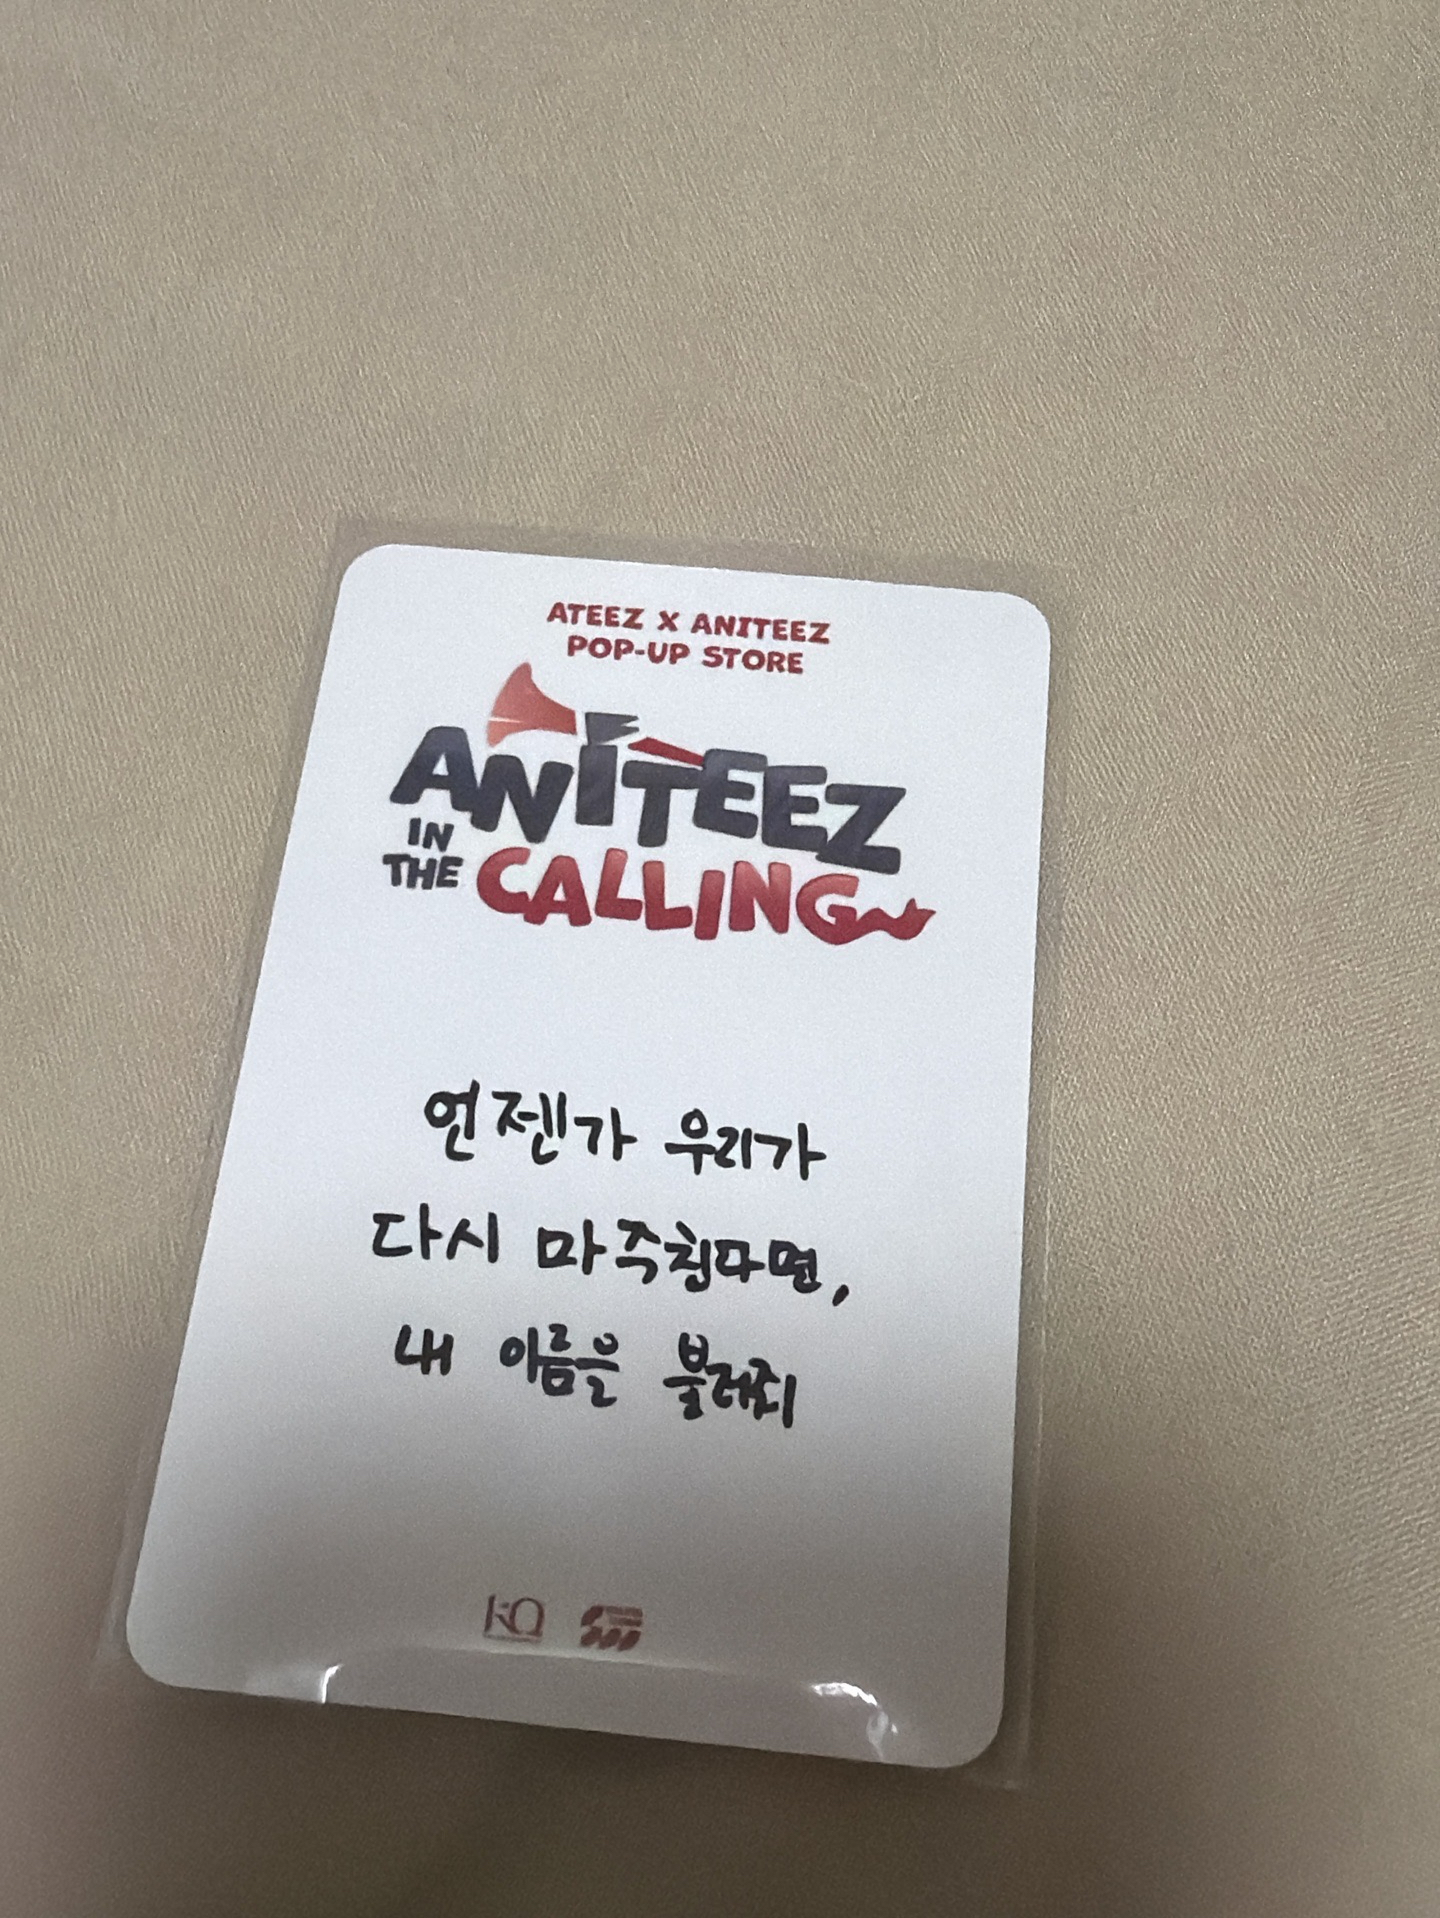 ATEEZ X ANITEEZ
POP-UP STORE
ANITEEZ
IN THE CALLING
언젠가 우리가
다시 마주친다면,
내 이름을 불러줘
KQ